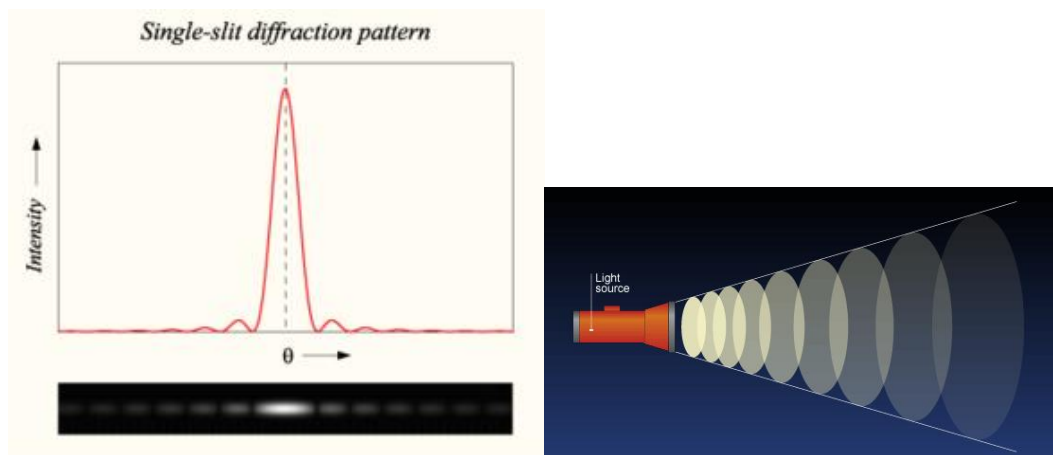 Single-slit diffraction pattern
Intensity
θ
Light
source